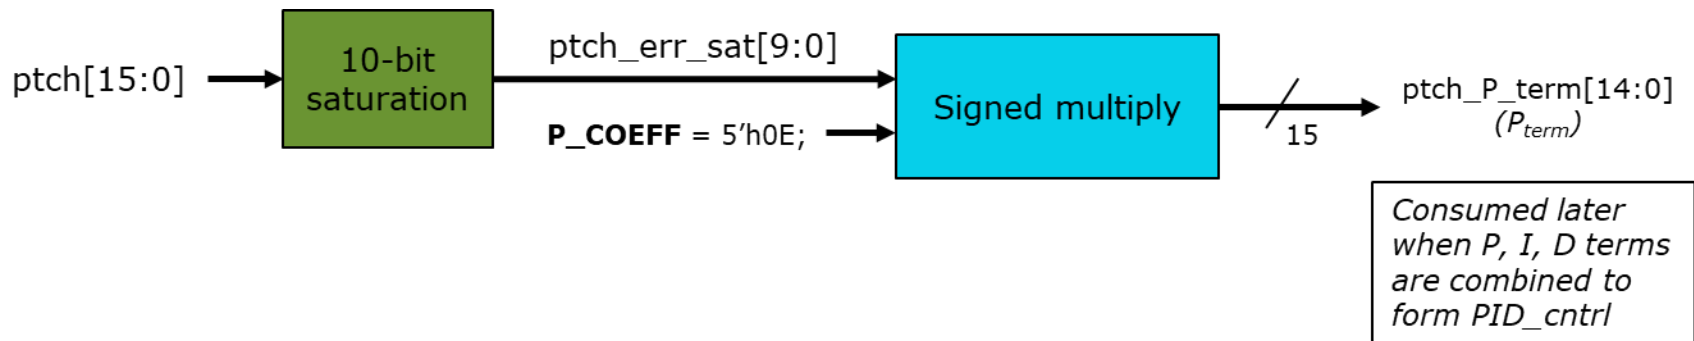 ptch[15:0]
10-bit
saturation
ptch_err_sat[9:0]
P_COEFF = 5'h0E;
Signed multiply
15
ptch_P_term[14:0]
(Pterm)
Consumed later
when P, I, D terms
are combined to
form PID_cntrl